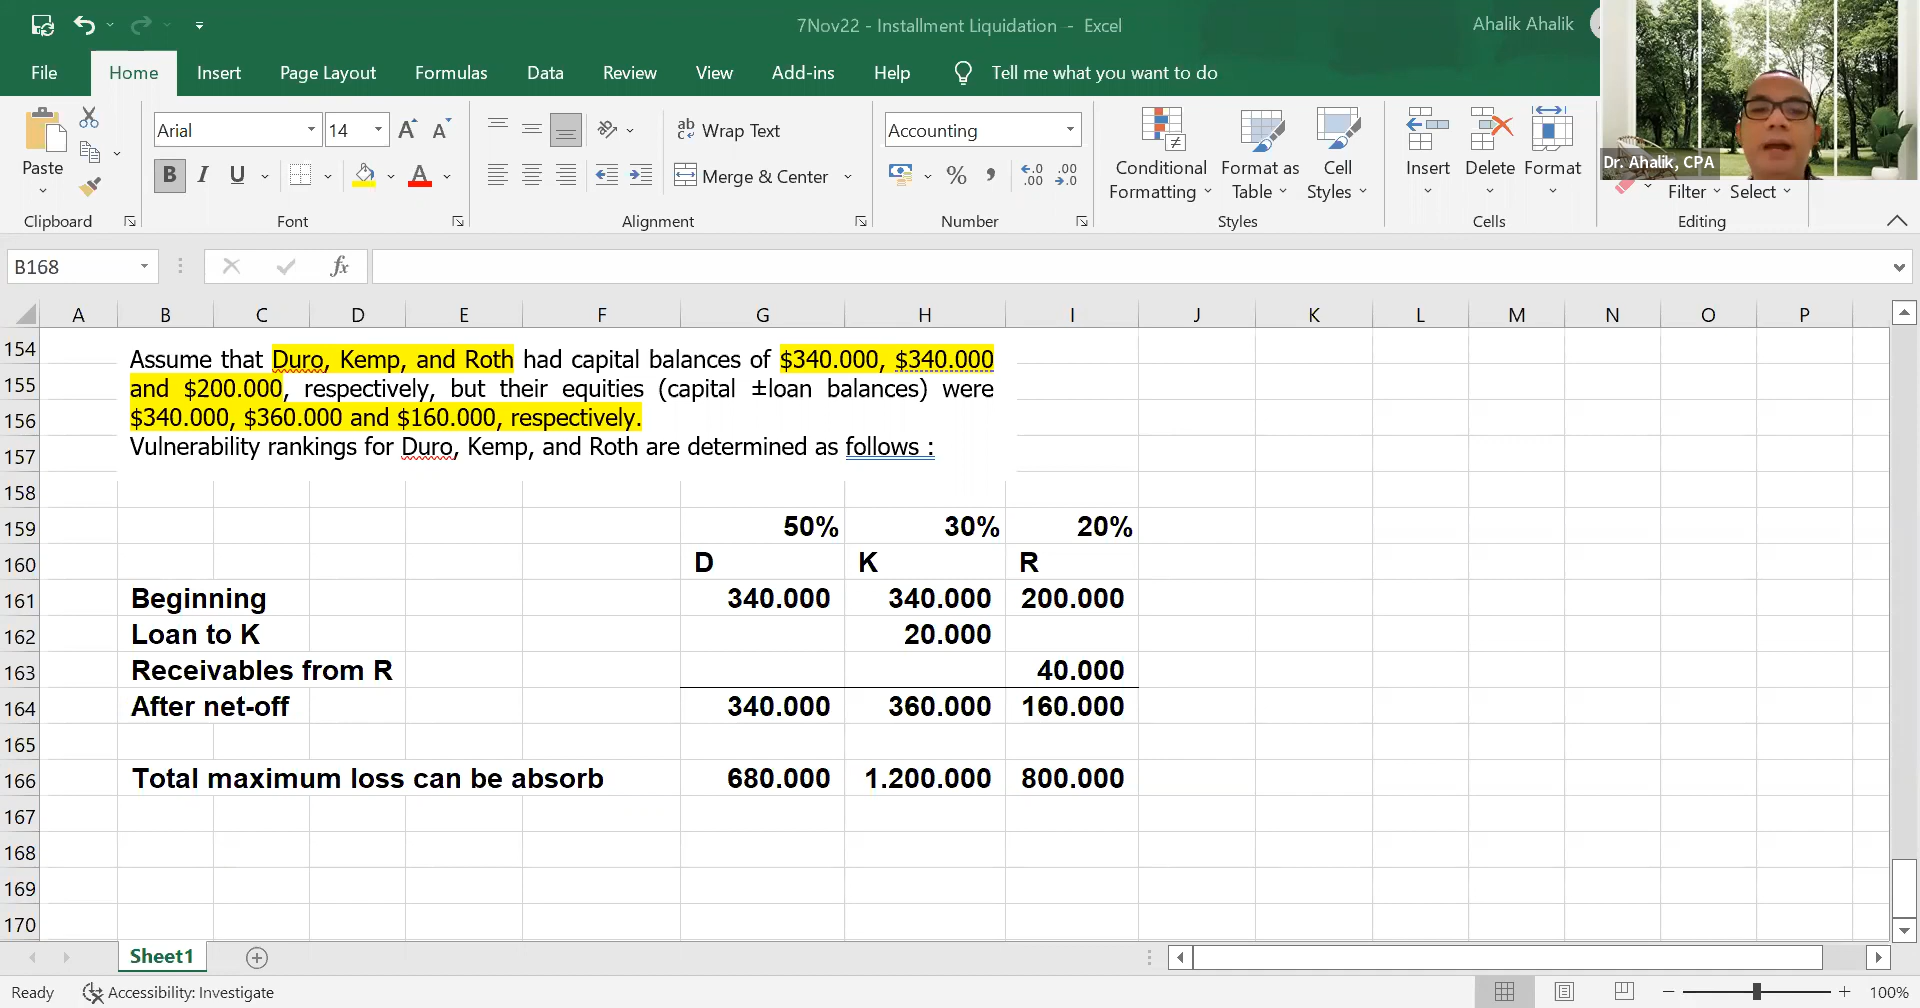 7Nov22 - Installment Liquidation - Excel
Ahalik Ahalik
File Home Insert Page Layout Formulas Data Review View Add-ins Help Tell me what you want to do
Arial 14
ab Wrap Text
Accounting
Paste
Merge & Center
Conditional Formatting
Format as Table
Cell Styles
Insert Delete Format
Dr. Ahalik, CPA
Filter Select
Clipboard Font Alignment Number Styles Cells Editing
B168 fx
A B C D E F G H I J K L M N O P
154
Assume that Duro, Kemp, and Roth had capital balances of $340.000, $340.000
155
and $200.000, respectively, but their equities (capital ±loan balances) were
156
$340.000, $360.000 and $160.000, respectively.
157
Vulnerability rankings for Duro, Kemp, and Roth are determined as follows :
158
159 50% 30% 20%
160 D K R
161 Beginning 340.000 340.000 200.000
162 Loan to K 20.000
163 Receivables from R 40.000
164 After net-off 340.000 360.000 160.000
165
166 Total maximum loss can be absorb 680.000 1.200.000 800.000
167
168
169
170
Sheet1
Ready Accessibility: Investigate 100%